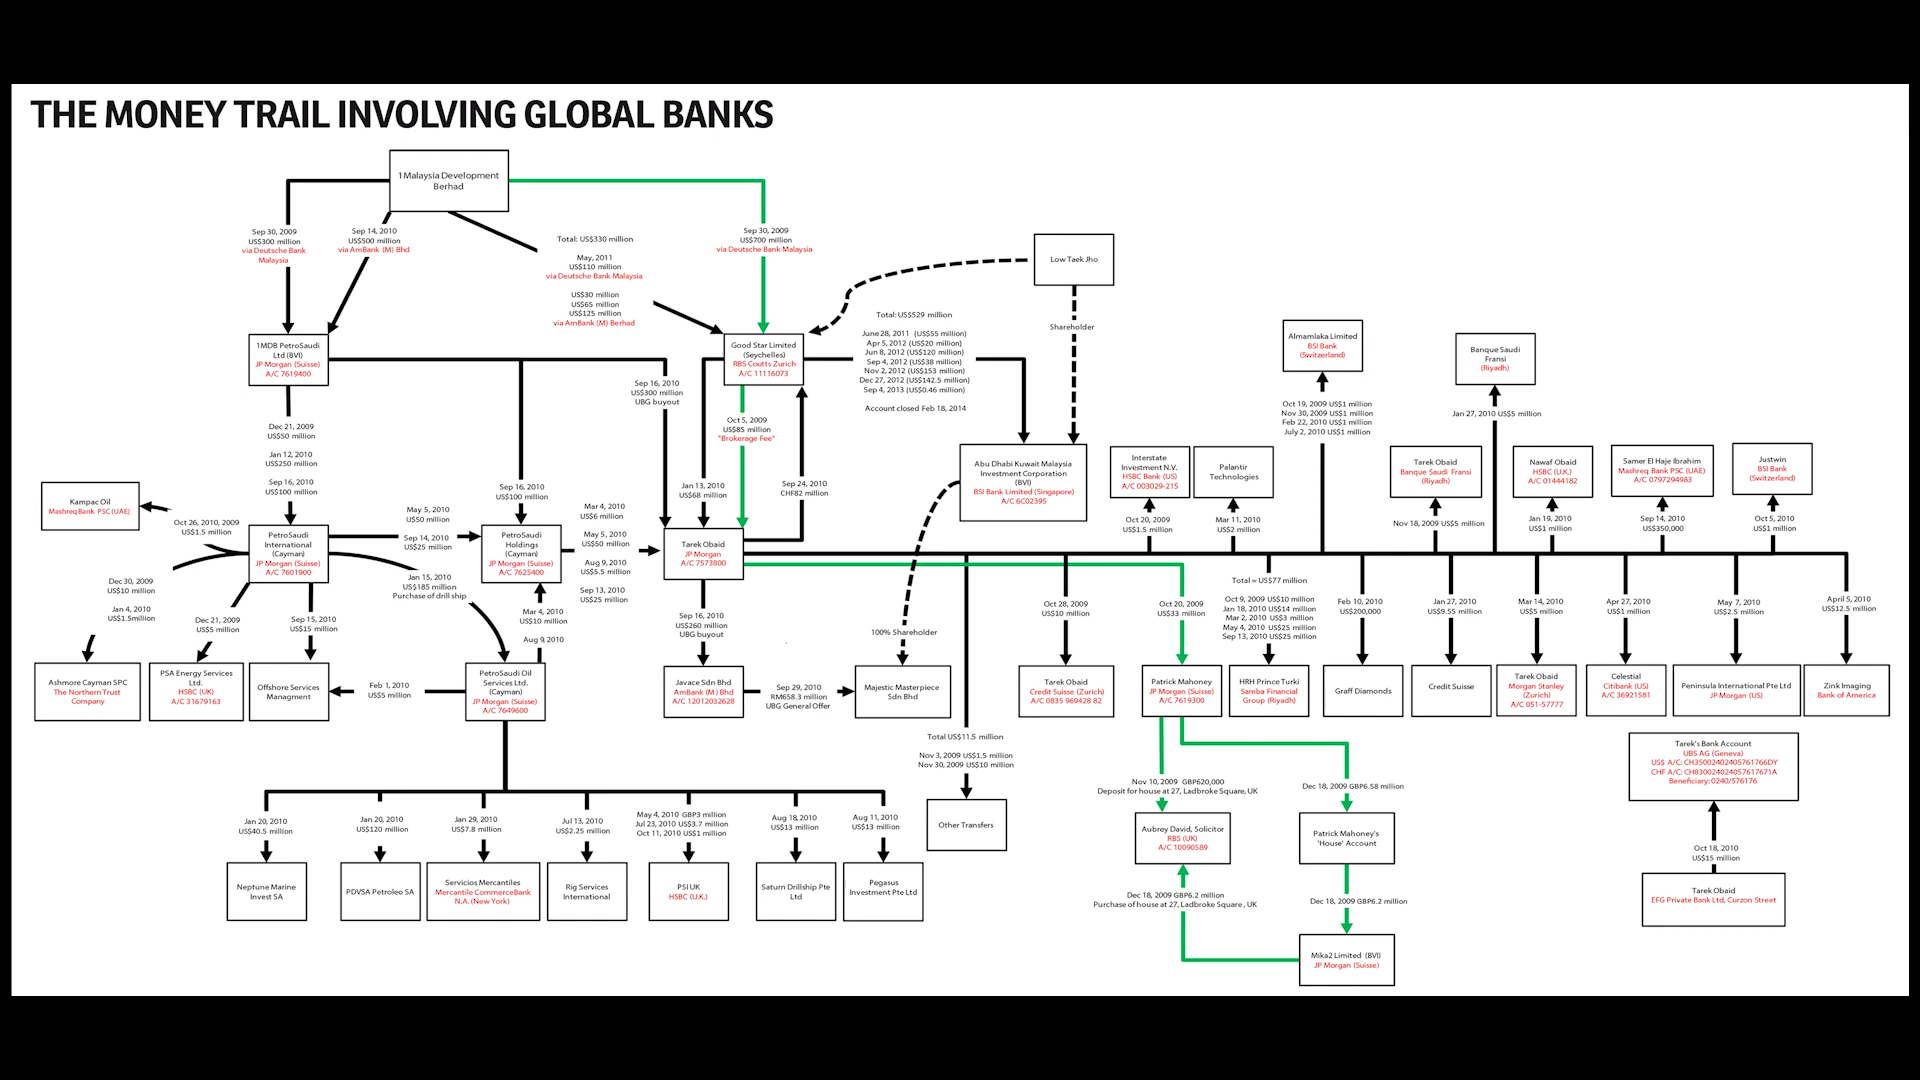 THE MONEY TRAIL INVOLVING GLOBAL BANKS
1Malaysia Development
Berhad
Sep 30, 2009
US$300 million
via Deutsche Bank
Malaysia
Sep 14, 2010
US$500 million
via AmBank (M) Bhd
Total: US$330 million
May, 2011
US$110 million
via Deutsche Bank Malaysia
US$30 million
US$65 million
US$125 million
via AmBank (M) Berhad
Sep 30, 2009
US$700 million
via Deutsche Bank Malaysia
Low Taek Jho
Shareholder
1MDB PetroSaudi
Ltd (BVI)
JP Morgan (Suisse)
A/C 7619400
Good Star Limited
(Seychelles)
RBS Coutts Zurich
A/C 11116073
Total: US$529 million
June 28, 2011 (US$55 million)
Apr 5, 2012 (US$20 million)
Jun 8, 2012 (US$120 million)
Sep 4, 2012 (US$38 million)
Nov 2, 2012 (US$153 million)
Dec 27, 2012 (US$142.5 million)
Sep 4, 2013 (US$0.46 million)
Account closed Feb 18, 2014
Almamlaka Limited
BSI Bank
(Switzerland)
Banque Saudi
Fransi
(Riyadh)
Sep 16, 2010
US$300 million
UBG buyout
Oct 5, 2009
US$85 million
"Brokerage Fee"
Oct 19, 2009 US$1 million
Nov 30, 2009 US$1 million
Feb 22, 2010 US$1 million
July 2, 2010 US$1 million
Jan 27, 2010 US$5 million
Dec 21, 2009
US$50 million
Jan 12, 2010
US$250 million
Sep 16, 2010
US$100 million
Sep 16, 2010
US$100 million
Jan 13, 2010
US$68 million
Sep 24, 2010
CHF82 million
Abu Dhabi Kuwait Malaysia
Investment Corporation
(BVI)
BSI Bank Limited (Singapore)
A/C 6C02395
Interstate
Investment N.V.
HSBC Bank (US)
A/C 003029-215
Palantir
Technologies
Tarek Obaid
Banque Saudi Fransi
(Riyadh)
Nawaf Obaid
HSBC (U.K.)
A/C 01444182
Samer El Haje Ibrahim
Mashreq Bank PSC (UAE)
A/C 0797294983
Justwin
BSI Bank
(Switzerland)
Kampac Oil
Mashreq Bank PSC (UAE)
Oct 26, 2010, 2009
US$1.5 million
PetroSaudi
International
(Cayman)
JP Morgan (Suisse)
A/C 7601900
May 5, 2010
US$50 million
Sep 14, 2010
US$25 million
PetroSaudi
Holdings
(Cayman)
JP Morgan (Suisse)
A/C 7625400
Mar 4, 2010
US$6 million
May 5, 2010
US$50 million
Aug 9, 2010
US$5.5 million
Sep 13, 2010
US$25 million
Tarek Obaid
JP Morgan
A/C 7573800
Oct 20, 2009
US$1.5 million
Mar 11, 2010
US$2 million
Nov 18, 2009 US$5 million
Jan 19, 2010
US$1 million
Sep 14, 2010
US$350,000
Oct 5, 2010
US$1 million
Dec 30, 2009
US$10 million
Jan 4, 2010
US$1.5million
Dec 21, 2009
US$5 million
Sep 15, 2010
US$15 million
Jan 15, 2010
US$185 million
Purchase of drill ship
Mar 4, 2010
US$10 million
Aug 9, 2010
Sep 16, 2010
US$260 million
UBG buyout
100% Shareholder
Oct 28, 2009
US$10 million
Oct 20, 2009
US$33 million
Total = US$77 million
Oct 9, 2009 US$10 million
Jan 18, 2010 US$14 million
Mar 2, 2010 US$3 million
May 4, 2010 US$25 million
Sep 13, 2010 US$25 million
Feb 10, 2010
US$200,000
Jan 27, 2010
US$9.55 million
Mar 14, 2010
US$5 million
Apr 27, 2010
US$1 million
May 7, 2010
US$2.5 million
April 5, 2010
US$12.5 million
Ashmore Cayman SPC
The Northern Trust
Company
PSA Energy Services
Ltd.
HSBC (UK)
A/C 31679163
Offshore Services
Managment
Feb 1, 2010
US$5 million
PetroSaudi Oil
Services Ltd.
(Cayman)
JP Morgan (Suisse)
A/C 7649600
Javace Sdn Bhd
AmBank (M) Bhd
A/C 12012032628
Sep 29, 2010
RM658.3 million
UBG General Offer
Majestic Masterpiece
Sdn Bhd
Tarek Obaid
Credit Suisse (Zurich)
A/C 0835 969428 82
Patrick Mahoney
JP Morgan (Suisse)
A/C 7619300
HRH Prince Turki
Samba Financial
Group (Riyadh)
Graff Diamonds
Credit Suisse
Tarek Obaid
Morgan Stanley
(Zurich)
A/C 051-57777
Celestial
Citibank (US)
A/C 36921581
Peninsula International Pte Ltd
JP Morgan (US)
Zink Imaging
Bank of America
Total US$11.5 million
Nov 3, 2009 US$1.5 million
Nov 30, 2009 US$10 million
Tarek's Bank Account
UBS AG (Geneva)
US$ A/C: CH35002402405761766DY
CHF A/C: CH83002402405761767 1A
Beneficiary: 0240/576176
Nov 10, 2009 GBP620,000
Deposit for house at 27, Ladbroke Square, UK
Dec 18, 2009 GBP6.58 million
Jan 20, 2010
US$40.5 million
Jan 20, 2010
US$120 million
Jan 29, 2010
US$7.8 million
Jul 13, 2010
US$2.25 million
May 4, 2010 GBP3 million
Jul 23, 2010 US$3.7 million
Oct 11, 2010 US$1 million
Aug 18, 2010
US$13 million
Aug 11, 2010
US$13 million
Other Transfers
Aubrey David, Solicitor
RBS (UK)
A/C 10090589
Patrick Mahoney's
'House' Account
Oct 18, 2010
US$15 million
Neptune Marine
Invest SA
PDVSA Petroleo SA
Servicios Mercantiles
Mercantile CommerceBank
N.A. (New York)
Rig Services
International
PSI UK
HSBC (U.K.)
Saturn Drillship Pte
Ltd
Pegasus
Investment Pte Ltd
Dec 18, 2009 GBP6.2 million
Purchase of house at 27, Ladbroke Square , UK
Dec 18, 2009 GBP6.2 million
Tarek Obaid
EFG Private Bank Ltd, Curzon Street
Mika2 Limited (BVI)
JP Morgan (Suisse)